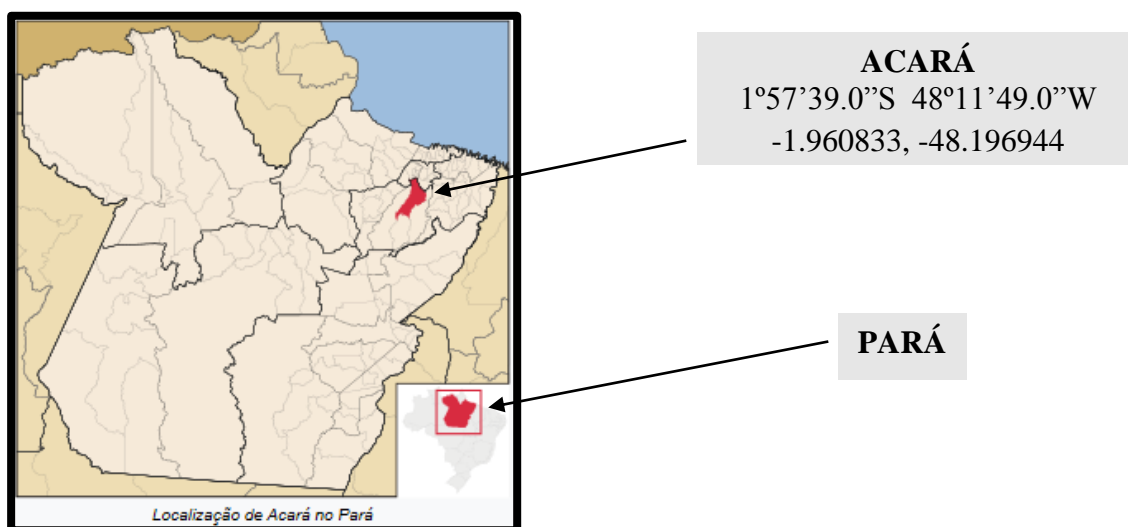 ACARÁ
1º57’39.0”S 48º11’49.0”W
-1.960833, -48.196944
PARÁ
Localização de Acará no Pará